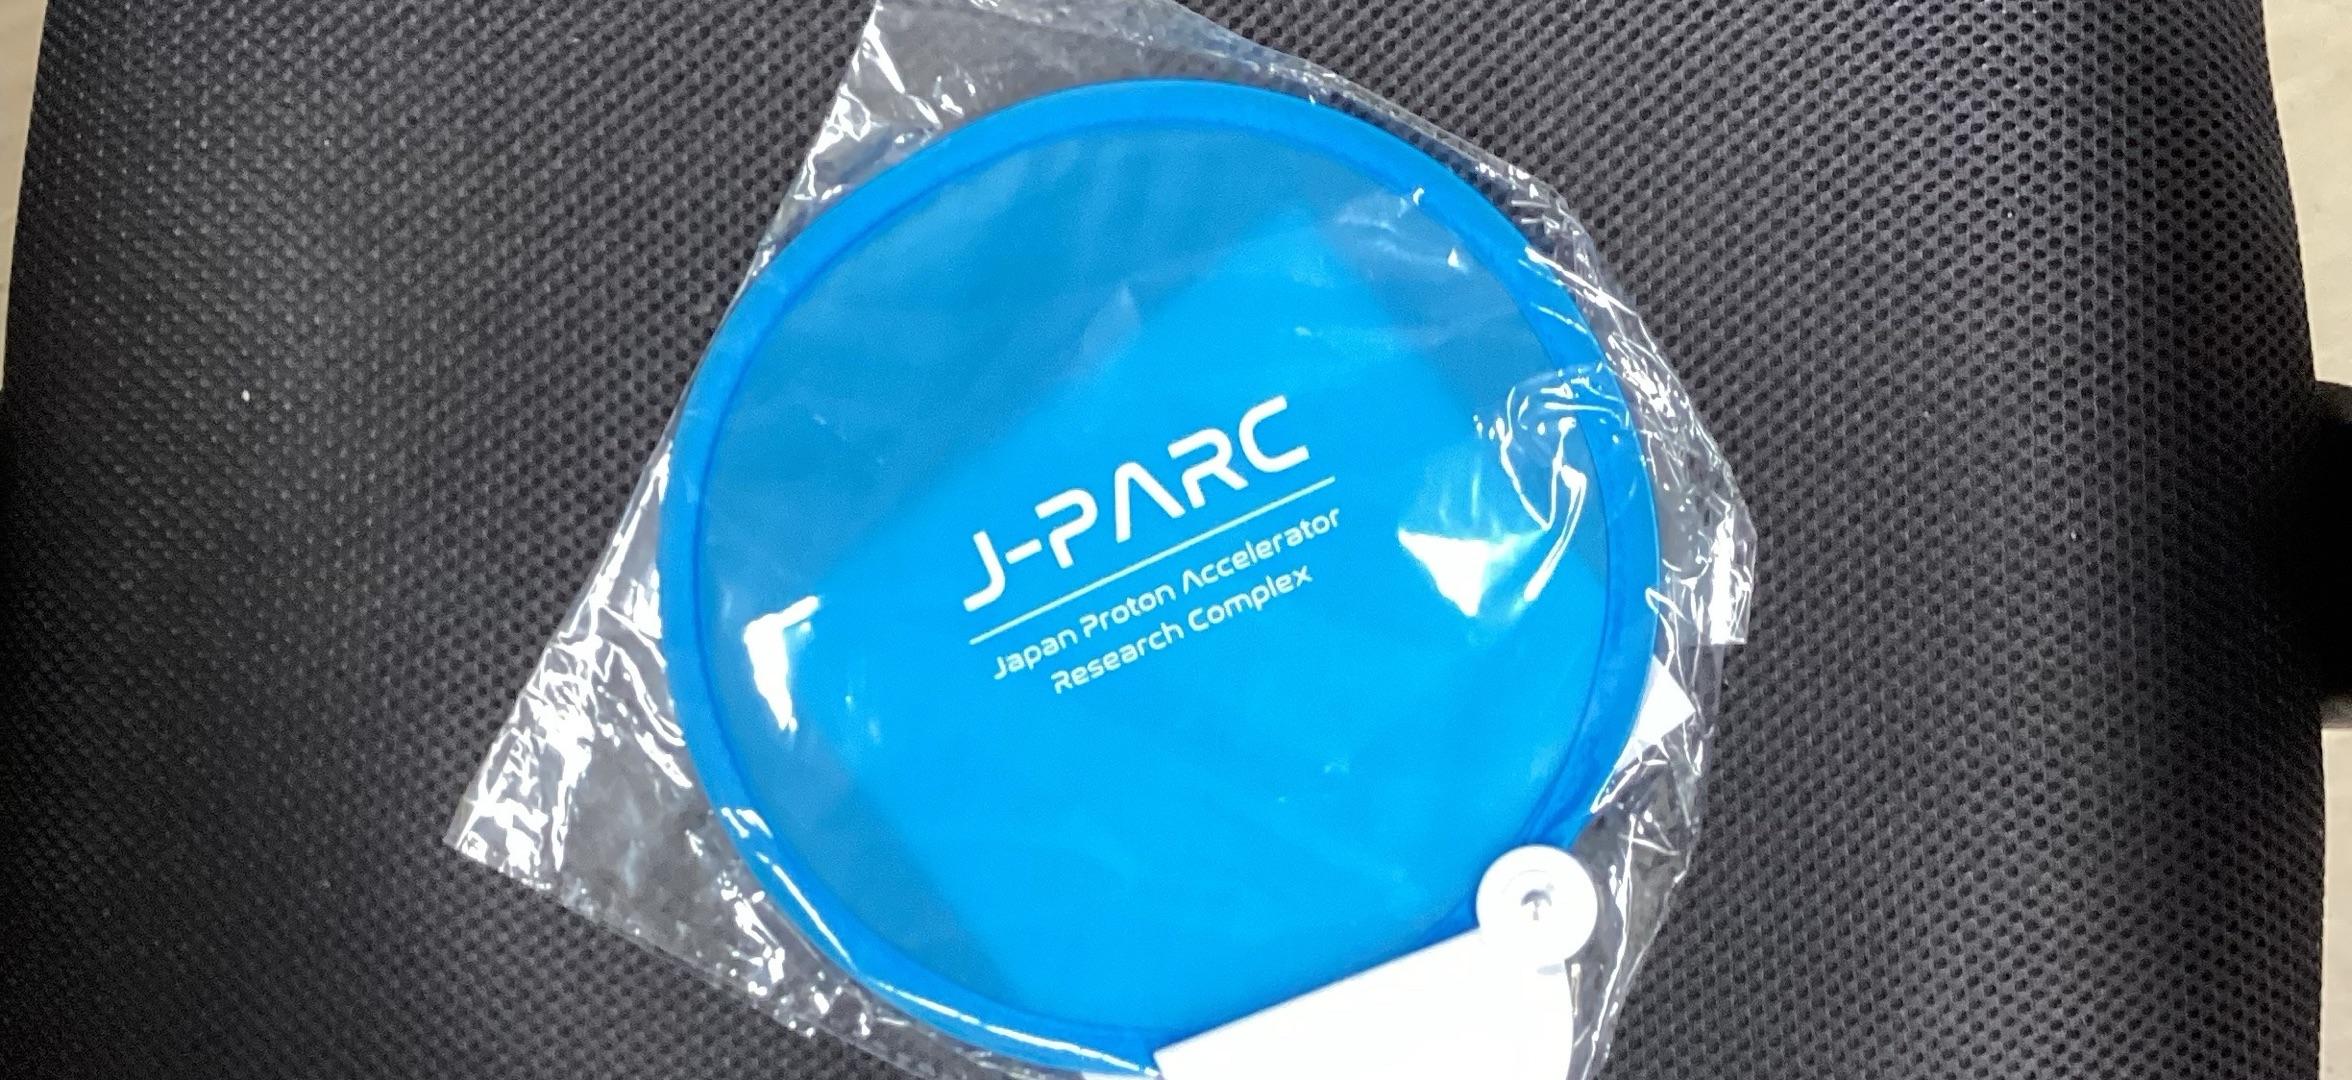 J-PARC
Japan Proton Accelerator
Research Complex